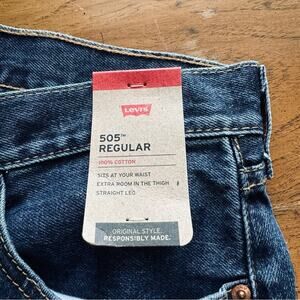 Levi's
505™
REGULAR
100% COTTON
SITS AT YOUR WAIST
EXTRA ROOM IN THE THIGH
STRAIGHT LEG
ORIGINAL STYLE.
RESPONSIBLY MADE.